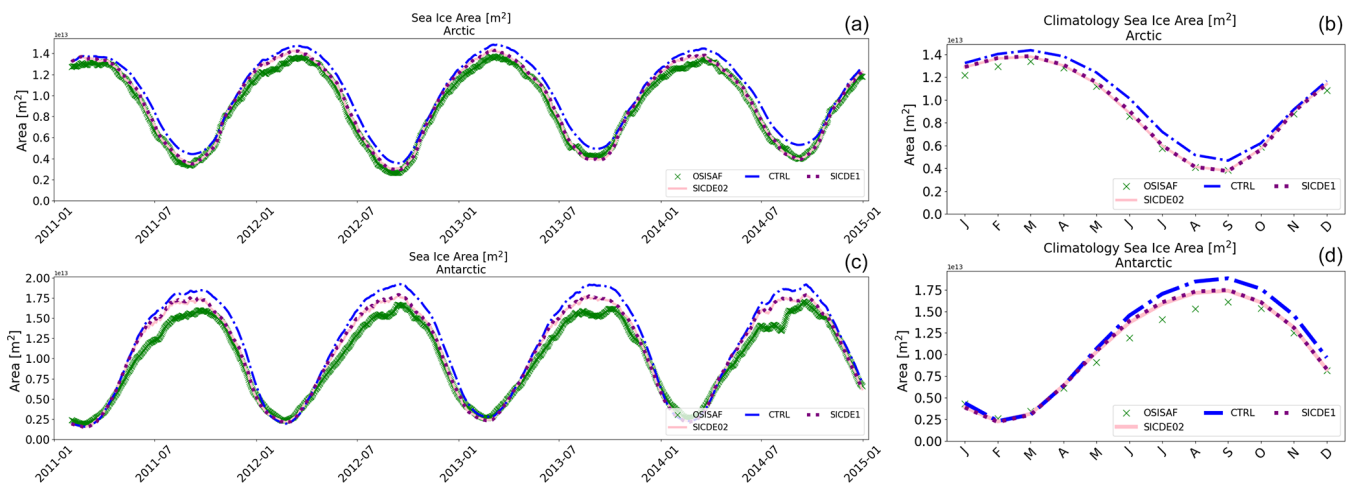 Sea Ice Area [m²]
Arctic
(a)
1e13
Area [m²]
1.4
1.2
1.0
0.8
0.6
0.4
0.2
0.0
2011-01
2011-07
2012-01
2012-07
2013-01
2013-07
2014-01
2014-07
2015-01
OSISAF
CTRL
SICDE1
SICDE02
Climatology Sea Ice Area [m²]
Arctic
(b)
1e13
Area [m²]
1.4
1.2
1.0
0.8
0.6
0.4
0.2
0.0
J
F
M
A
M
J
J
A
S
O
N
D
OSISAF
CTRL
SICDE1
SICDE02
Sea Ice Area [m²]
Antarctic
(c)
1e13
Area [m²]
2.00
1.75
1.50
1.25
1.00
0.75
0.50
0.25
0.00
2011-01
2011-07
2012-01
2012-07
2013-01
2013-07
2014-01
2014-07
2015-01
OSISAF
CTRL
SICDE1
SICDE02
Climatology Sea Ice Area [m²]
Antarctic
(d)
1e13
Area [m²]
1.75
1.50
1.25
1.00
0.75
0.50
0.25
0.00
J
F
M
A
M
J
J
A
S
O
N
D
OSISAF
CTRL
SICDE1
SICDE02